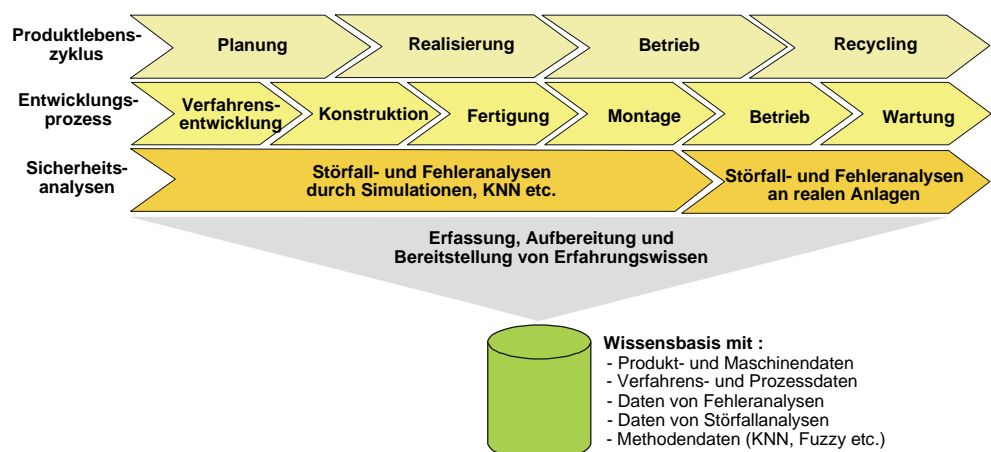 Produktlebens-
zyklus
Planung
Realisierung
Betrieb
Recycling
Entwicklungs-
prozess
Verfahrens-
entwicklung
Konstruktion
Fertigung
Montage
Betrieb
Wartung
Sicherheits-
analysen
Störfall- und Fehleranalysen
durch Simulationen, KNN etc.
Störfall- und Fehleranalysen
an realen Anlagen
Erfassung, Aufbereitung und
Bereitstellung von Erfahrungswissen
Wissensbasis mit :
- Produkt- und Maschinendaten
- Verfahrens- und Prozessdaten
- Daten von Fehleranalysen
- Daten von Störfallanalysen
- Methodendaten (KNN, Fuzzy etc.)